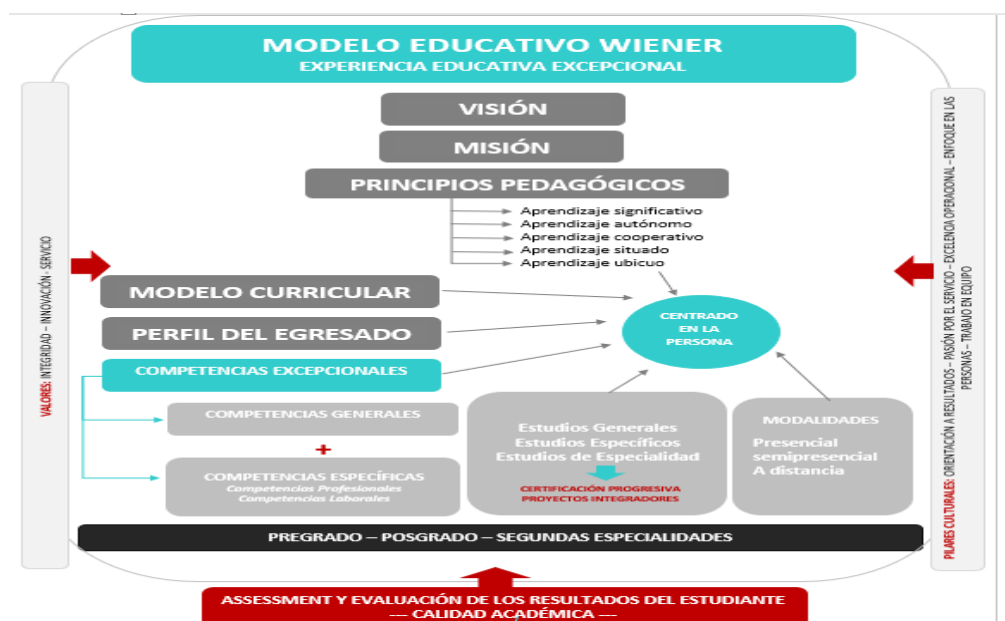 MODELO EDUCATIVO WIENER
EXPERIENCIA EDUCATIVA EXCEPCIONAL
VISIÓN
MISIÓN
PRINCIPIOS PEDAGÓGICOS
Aprendizaje significativo
Aprendizaje autónomo
Aprendizaje cooperativo
Aprendizaje situado
Aprendizaje ubicuo
MODELO CURRICULAR
PERFIL DEL EGRESADO
COMPETENCIAS EXCEPCIONALES
CENTRADO
EN LA
PERSONA
COMPETENCIAS GENERALES
+
COMPETENCIAS ESPECÍFICAS
Competencias Profesionales
Competencias Laborales
Estudios Generales
Estudios Específicos
Estudios de Especialidad
CERTIFICACIÓN PROGRESIVA
PROYECTOS INTEGRADORES
MODALIDADES
Presencial
semipresencial
A distancia
PREGRADO – POSGRADO – SEGUNDAS ESPECIALIDADES
ASSESSMENT Y EVALUACIÓN DE LOS RESULTADOS DEL ESTUDIANTE
--- CALIDAD ACADÉMICA ---
VALORES: INTEGRIDAD – INNOVACIÓN - SERVICIO
PILARES CULTURALES: ORIENTACIÓN A RESULTADOS – PASIÓN POR EL SERVICIO – EXCELENCIA OPERACIONAL – ENFOQUE EN LAS
PERSONAS – TRABAJO EN EQUIPO